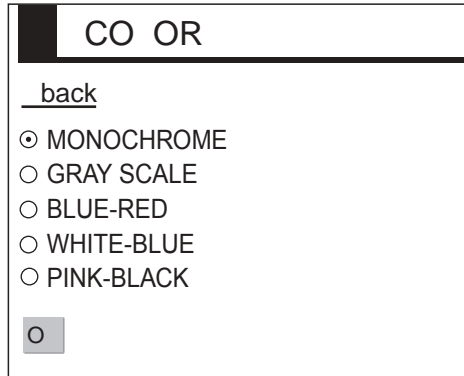 CO OR
back
MONOCHROME
GRAY SCALE
BLUE-RED
WHITE-BLUE
PINK-BLACK
O